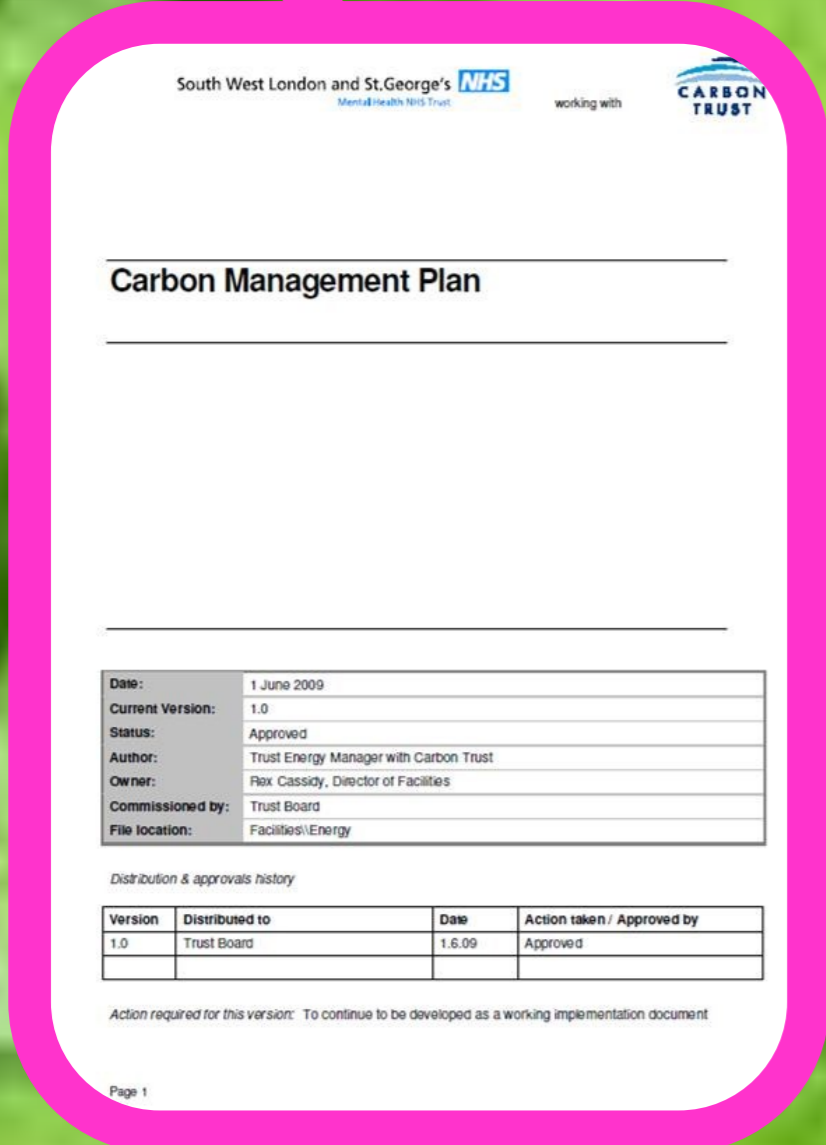 South West London and St.George's NHS
Mental Health NHS Trust
working with
CARBON
TRUST
Carbon Management Plan
Date: 1 June 2009
Current Version: 1.0
Status: Approved
Author: Trust Energy Manager with Carbon Trust
Owner: Rex Cassidy, Director of Facilities
Commissioned by: Trust Board
File location: Facilities\\Energy
Distribution & approvals history
Version Distributed to Date Action taken / Approved by
1.0 Trust Board 1.6.09 Approved
Action required for this version: To continue to be developed as a working implementation document
Page 1